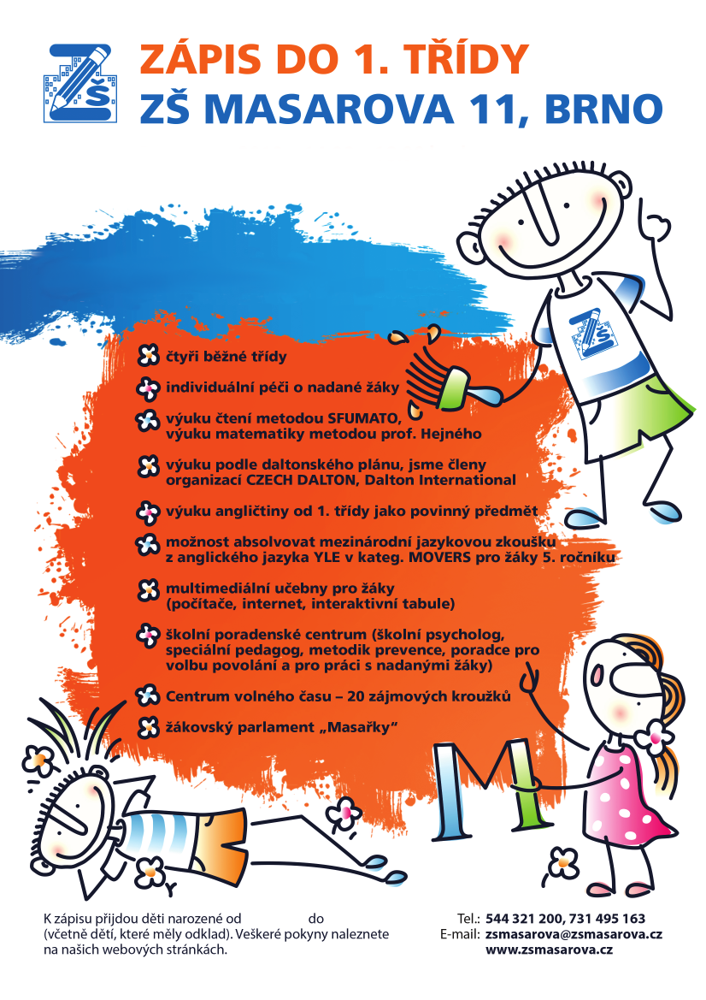 ZŠ
ZÁPIS DO 1. TŘÍDY
ZŠ MASAROVA 11, BRNO
ZŠ
čtyři běžné třídy
individuální péči o nadané žáky
výuku čtení metodou SFUMATO,
výuku matematiky metodou prof. Hejného
výuku podle daltonského plánu, jsme členy
organizací CZECH DALTON, Dalton International
výuku angličtiny od 1. třídy jako povinný předmět
možnost absolvovat mezinárodní jazykovou zkoušku
z anglického jazyka YLE v kateg. MOVERS pro žáky 5. ročníku
multimediální učebny pro žáky
(počítače, internet, interaktivní tabule)
školní poradenské centrum (školní psycholog,
speciální pedagog, metodik prevence, poradce pro
volbu povolání a pro práci s nadanými žáky)
Centrum volného času – 20 zájmových kroužků
žákovský parlament „Masařky“
M
K zápisu přijdou děti narozené od do
(včetně dětí, které měly odklad). Veškeré pokyny naleznete
na našich webových stránkách.
Tel.: 544 321 200, 731 495 163
E-mail: zsmasarova@zsmasarova.cz
www.zsmasarova.cz